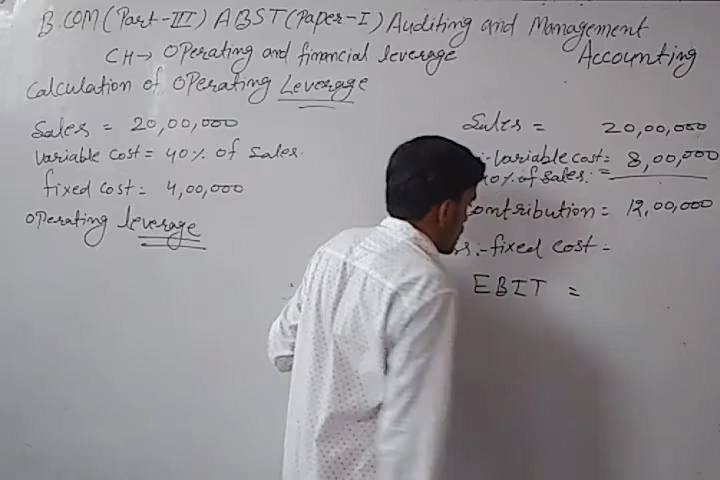 B.COM (Part-III) ABST (Paper-I) Auditing and Management Accounting
CH→ Operating and financial leverage
Calculation of Operating Leverage
Sales = 20,00,000
variable cost = 40% of sales.
fixed cost = 4,00,000
Operating leverage
Sales = 20,00,000
:-variable cost = 8,00,000
40% of sales. =
contribution = 12,00,000
:-fixed cost =
EBIT =